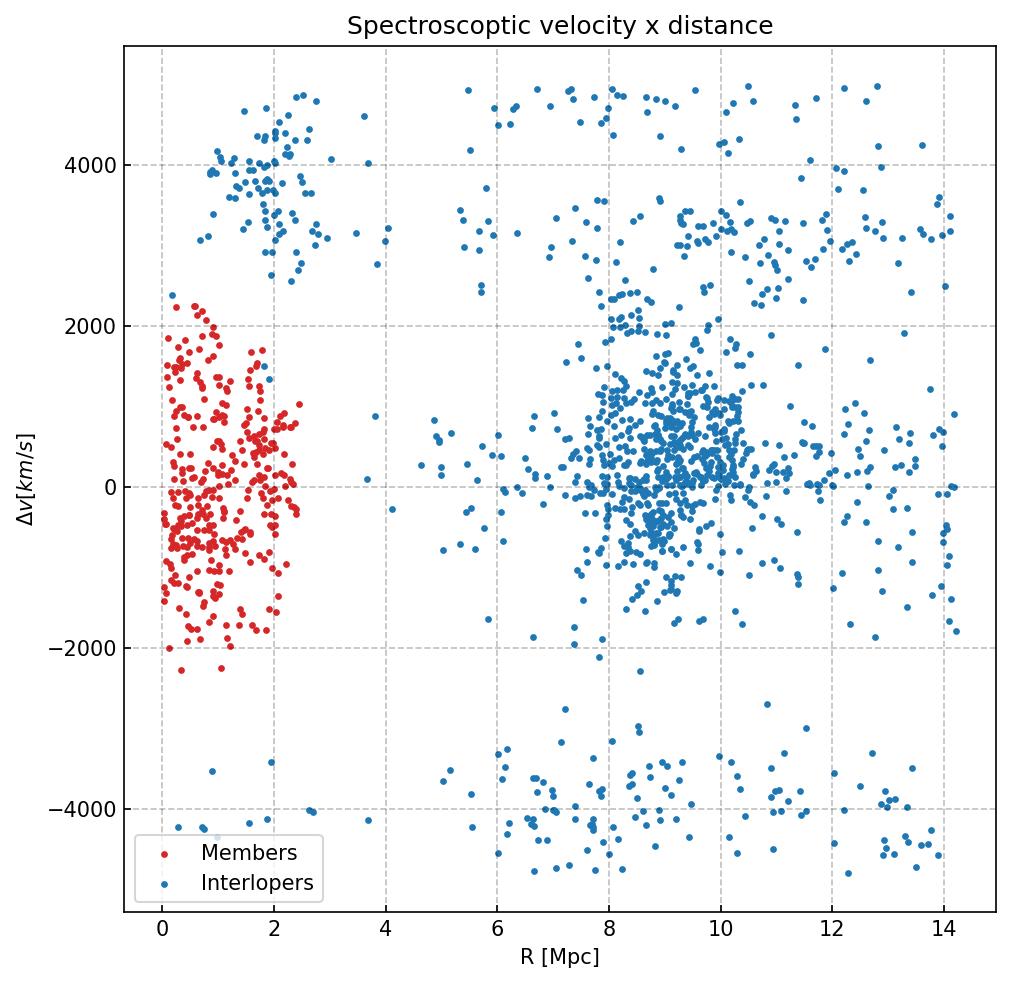 Spectroscoptic velocity x distance
4000
2000
0
−2000
−4000
Δv[km/s]
Members
Interlopers
0 2 4 6 8 10 12 14
R [Mpc]